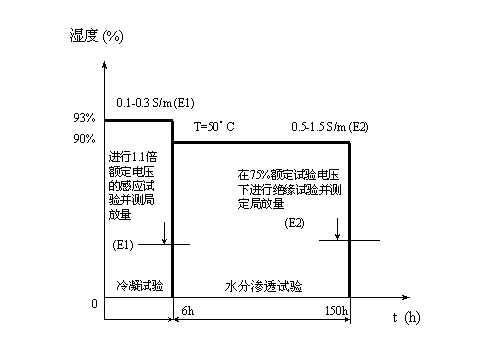 湿度 (%)
0.1-0.3 S/m (E1)
93%
T=50°C
0.5-1.5 S/m (E2)
90%
进行1.1倍
额定电压
的感应试
验并测局
放量
在75%额定试验电压
下进行绝缘试验并测
定局放量
(E1)
(E2)
冷凝试验
水分渗透试验
0
6h
150h
t (h)